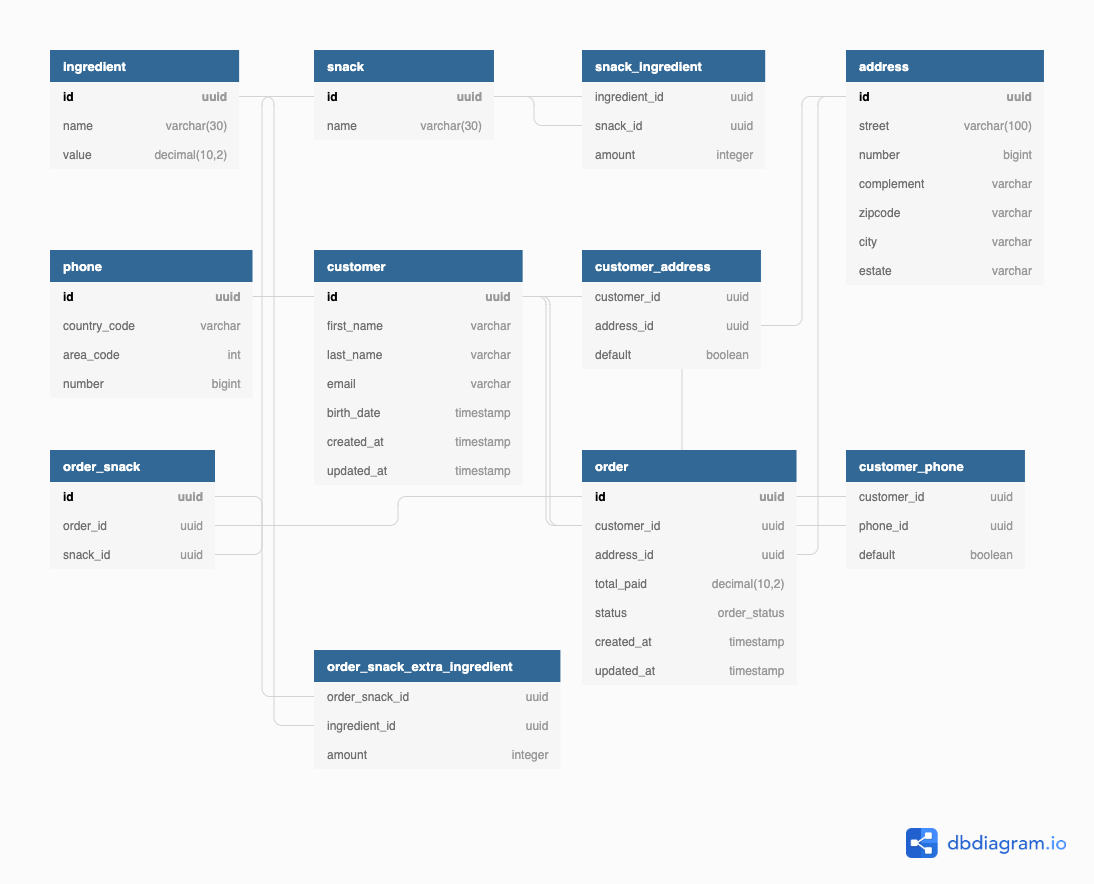 ingredient
id uuid
name varchar(30)
value decimal(10,2)
snack
id uuid
name varchar(30)
snack_ingredient
ingredient_id uuid
snack_id uuid
amount integer
address
id uuid
street varchar(100)
number bigint
complement varchar
zipcode varchar
city varchar
estate varchar
phone
id uuid
country_code varchar
area_code int
number bigint
customer
id uuid
first_name varchar
last_name varchar
email varchar
birth_date timestamp
created_at timestamp
updated_at timestamp
customer_address
customer_id uuid
address_id uuid
default boolean
order_snack
id uuid
order_id uuid
snack_id uuid
order
id uuid
customer_id uuid
address_id uuid
total_paid decimal(10,2)
status order_status
created_at timestamp
updated_at timestamp
customer_phone
customer_id uuid
phone_id uuid
default boolean
order_snack_extra_ingredient
order_snack_id uuid
ingredient_id uuid
amount integer
dbdiagram.io